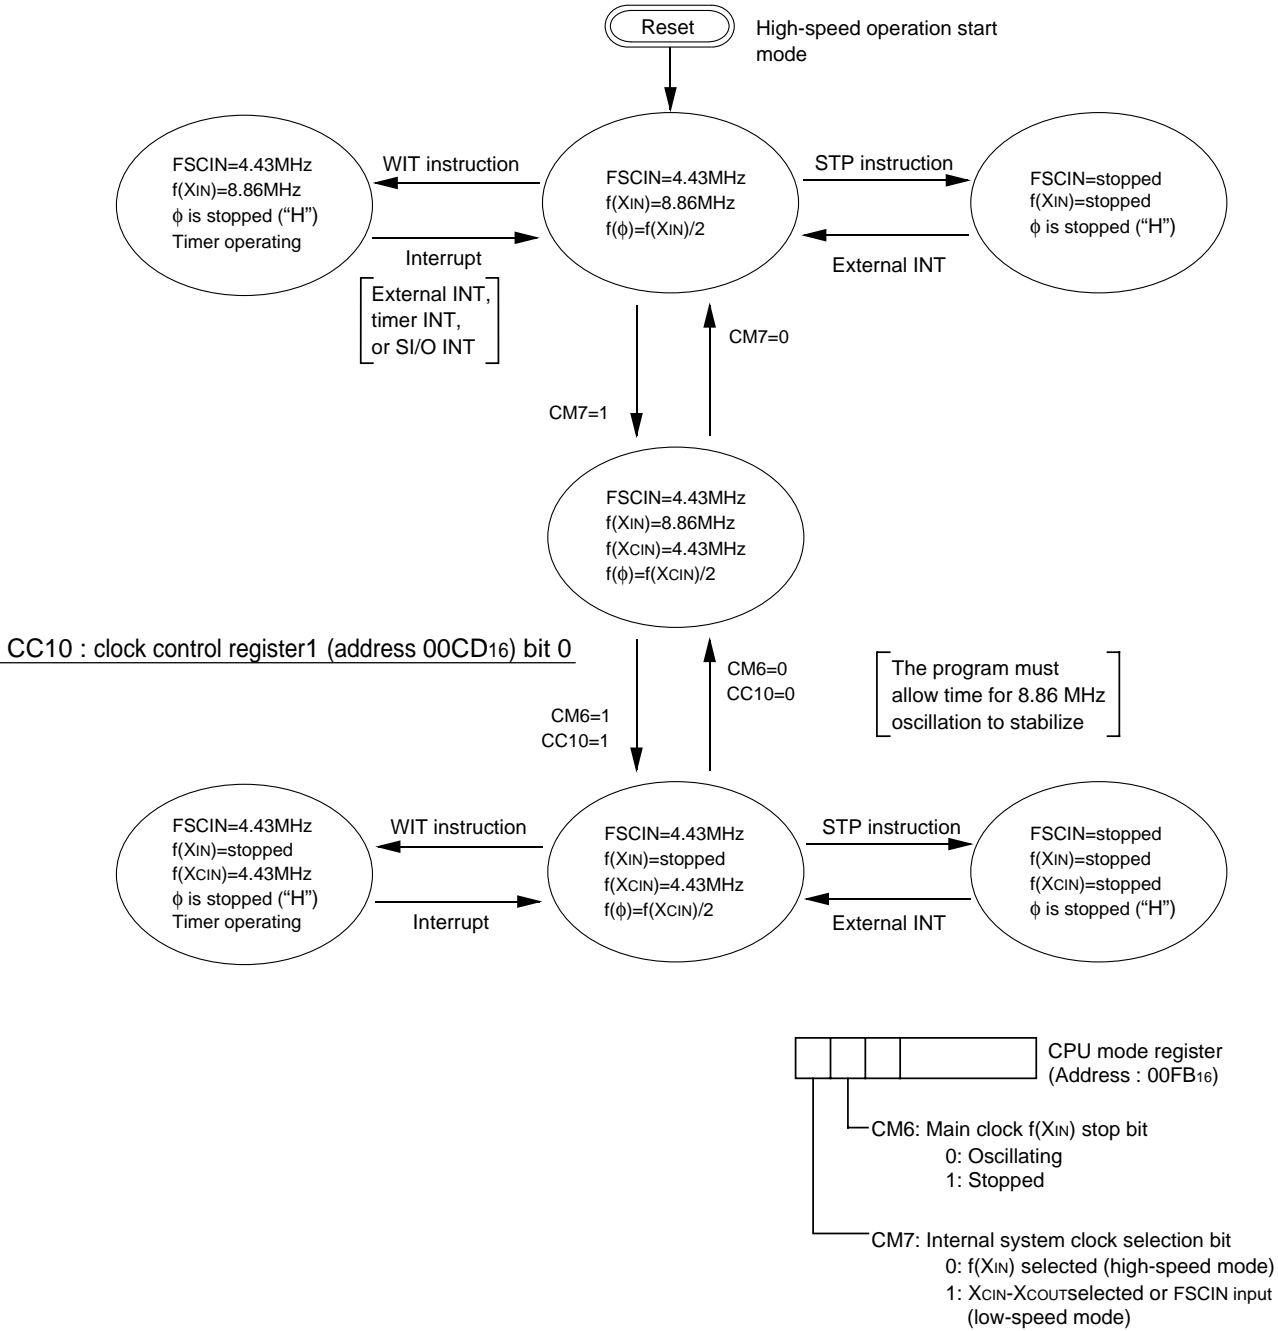 Reset
High-speed operation start
mode
FSCIN=4.43MHz
f(XIN)=8.86MHz
ϕ is stopped (“H”)
Timer operating
WIT instruction
Interrupt
External INT,
timer INT,
or SI/O INT
FSCIN=4.43MHz
f(XIN)=8.86MHz
f(ϕ)=f(XIN)/2
STP instruction
External INT
FSCIN=stopped
f(XIN)=stopped
ϕ is stopped (“H”)
CM7=0
CM7=1
FSCIN=4.43MHz
f(XIN)=8.86MHz
f(XCIN)=4.43MHz
f(ϕ)=f(XCIN)/2
CC10 : clock control register1 (address 00CD16) bit 0
CM6=0
CC10=0
CM6=1
CC10=1
The program must
allow time for 8.86 MHz
oscillation to stabilize
FSCIN=4.43MHz
f(XIN)=stopped
f(XCIN)=4.43MHz
ϕ is stopped (“H”)
Timer operating
WIT instruction
Interrupt
FSCIN=4.43MHz
f(XIN)=stopped
f(XCIN)=4.43MHz
f(ϕ)=f(XCIN)/2
STP instruction
External INT
FSCIN=stopped
f(XIN)=stopped
f(XCIN)=stopped
ϕ is stopped (“H”)
CPU mode register
(Address : 00FB16)
CM6: Main clock f(XIN) stop bit
0: Oscillating
1: Stopped
CM7: Internal system clock selection bit
0: f(XIN) selected (high-speed mode)
1: XCIN-XCOUTselected or FSCIN input
(low-speed mode)